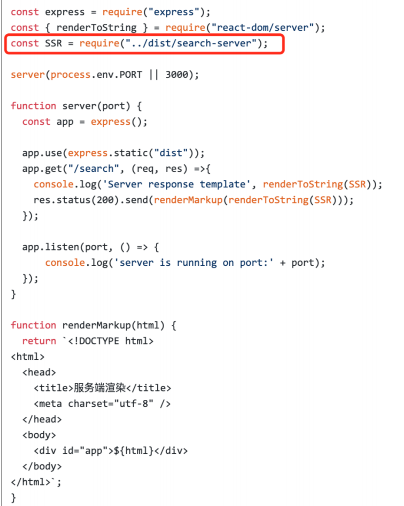 const express = require("express");
const { renderToString } = require("react-dom/server");
const SSR = require("../dist/search-server");
server(process.env.PORT || 3000);
function server(port) {
const app = express();
app.use(express.static("dist"));
app.get("/search", (req, res) =>{
console.log('Server response template', renderToString(SSR));
res.status(200).send(renderMarkup(renderToString(SSR)));
});
app.listen(port, () => {
console.log('server is running on port:' + port);
});
}
function renderMarkup(html) {
return `<!DOCTYPE html>
<html>
<head>
<title>服务端渲染</title>
<meta charset="utf-8" />
</head>
<body>
<div id="app">${html}</div>
</body>
</html>`;
}